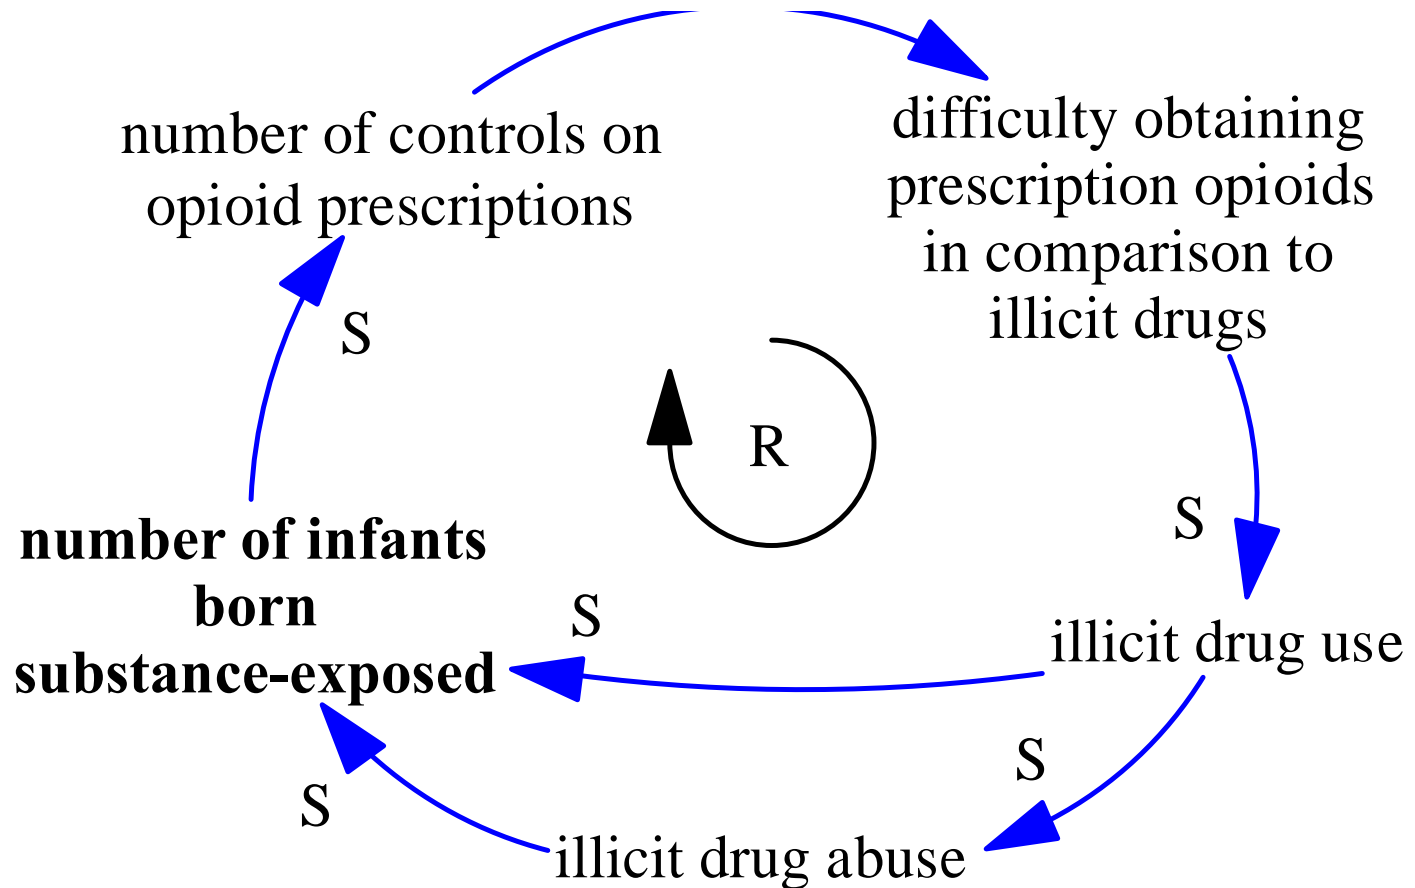 number of controls on
opioid prescriptions
difficulty obtaining
prescription opioids
in comparison to
illicit drugs
S
R
S
number of infants
born
substance-exposed
S
illicit drug use
S
S
illicit drug abuse